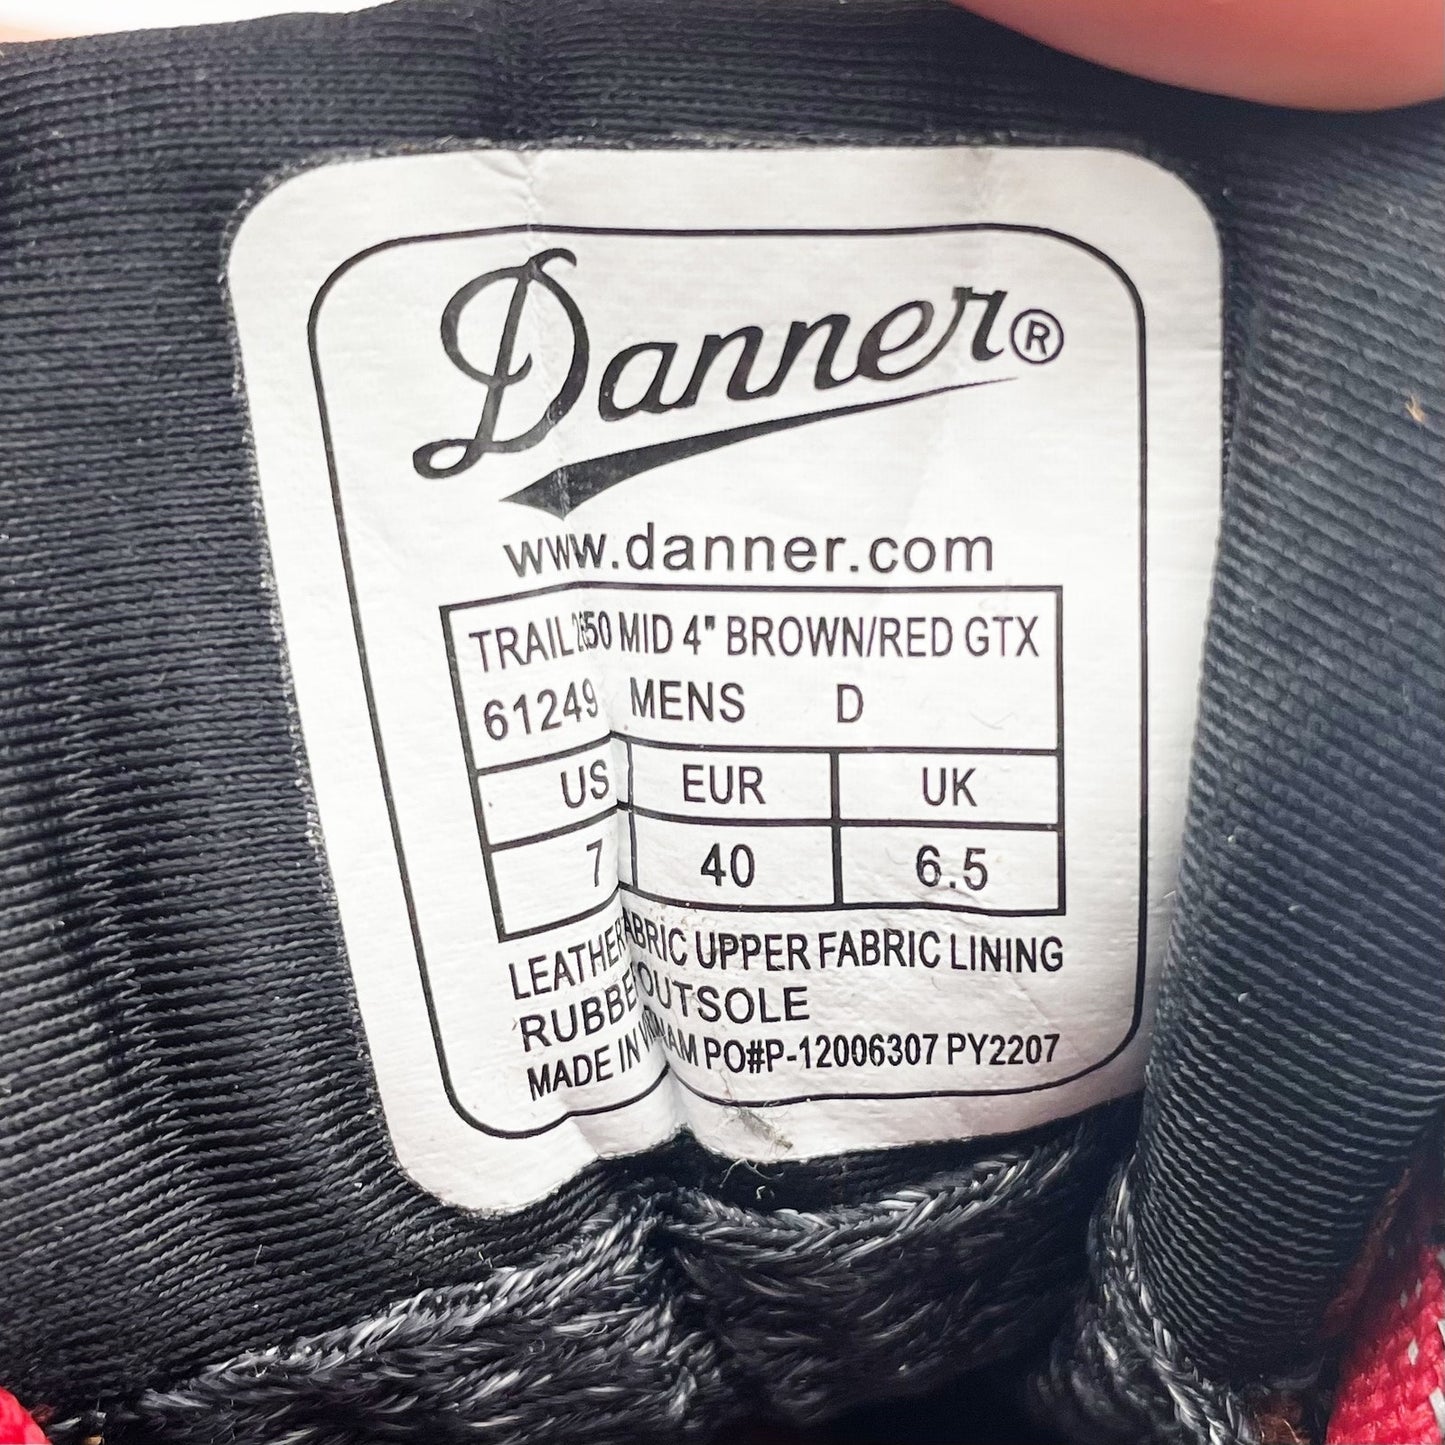 Danner®
www.danner.com
TRAIL 2650 MID 4" BROWN/RED GTX
61249 MENS D
US EUR UK
7 40 6.5
LEATHER FABRIC UPPER FABRIC LINING
RUBBER OUTSOLE
MADE IN VIETNAM PO#P-12006307 PY2207